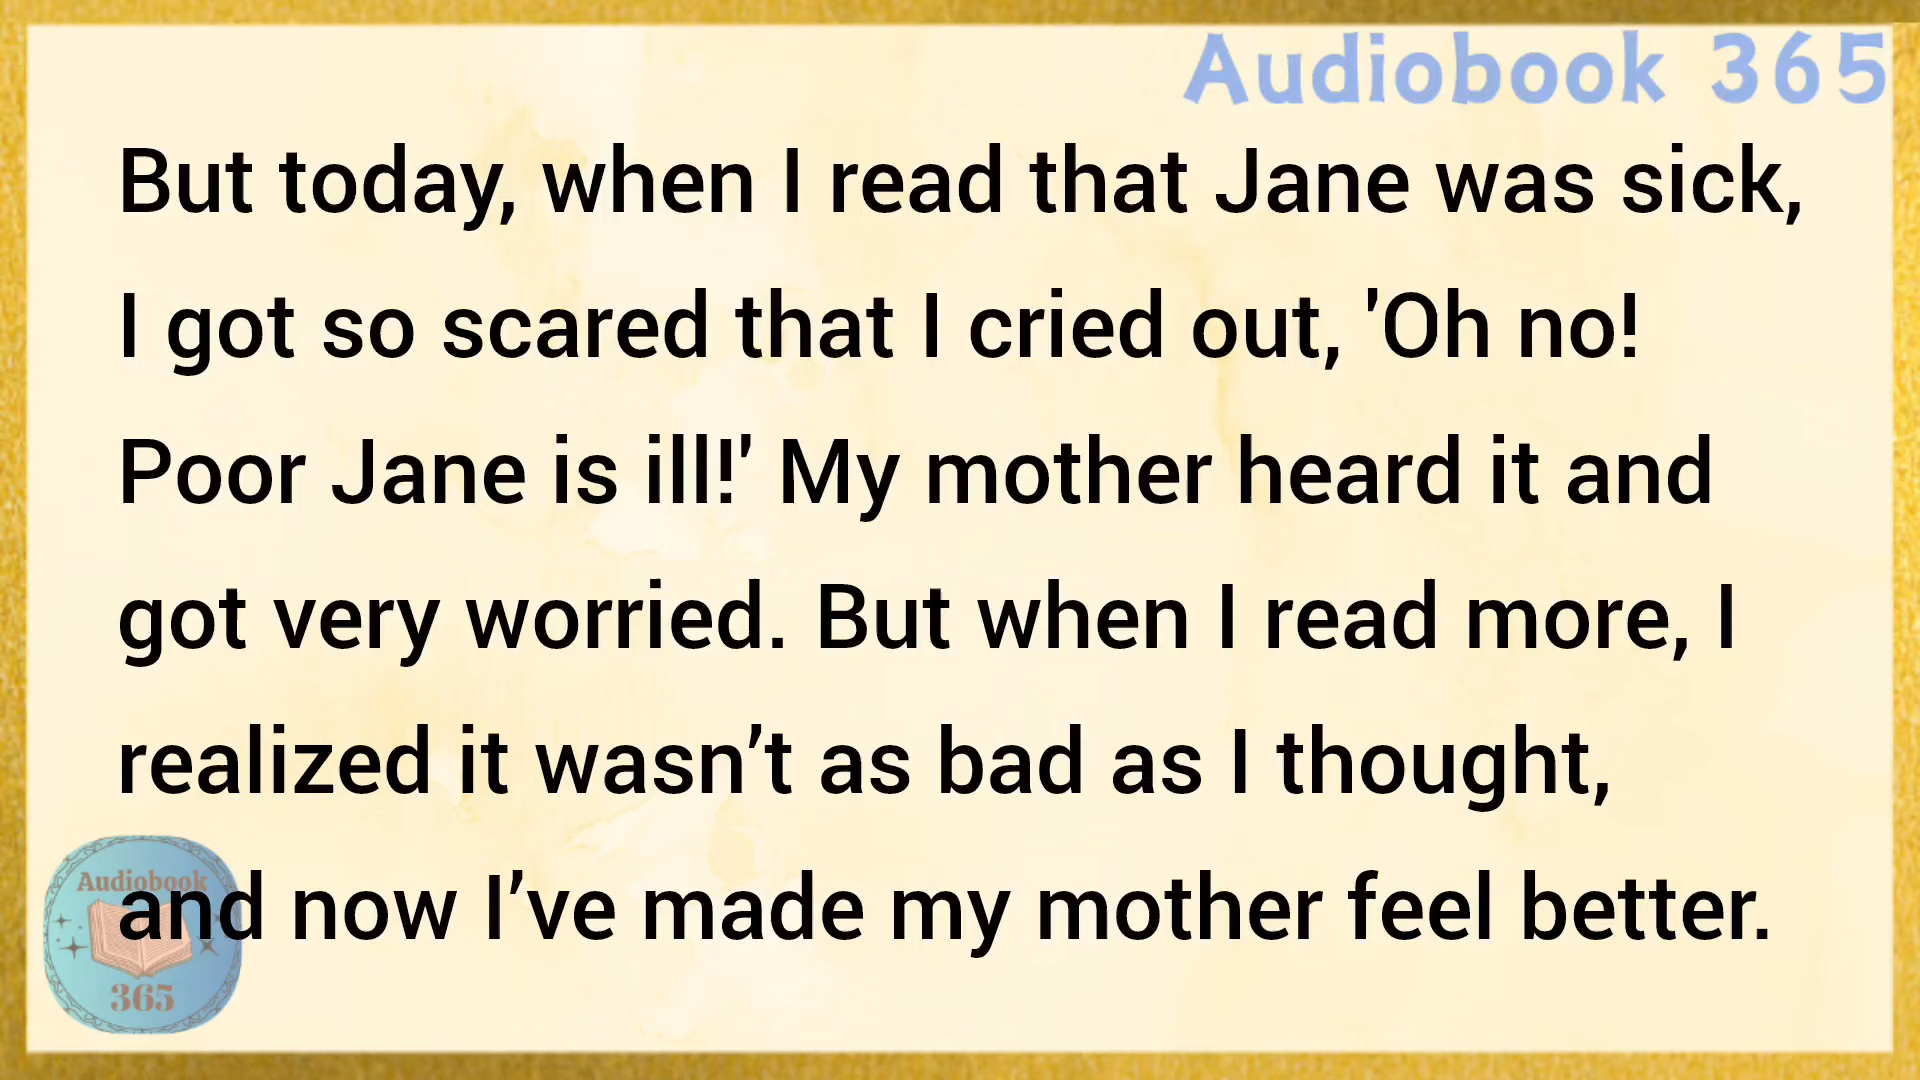 Audiobook 365
But today, when I read that Jane was sick,
I got so scared that I cried out, 'Oh no!
Poor Jane is ill!' My mother heard it and
got very worried. But when I read more, I
realized it wasn’t as bad as I thought,
and now I’ve made my mother feel better.
Audiobook
365